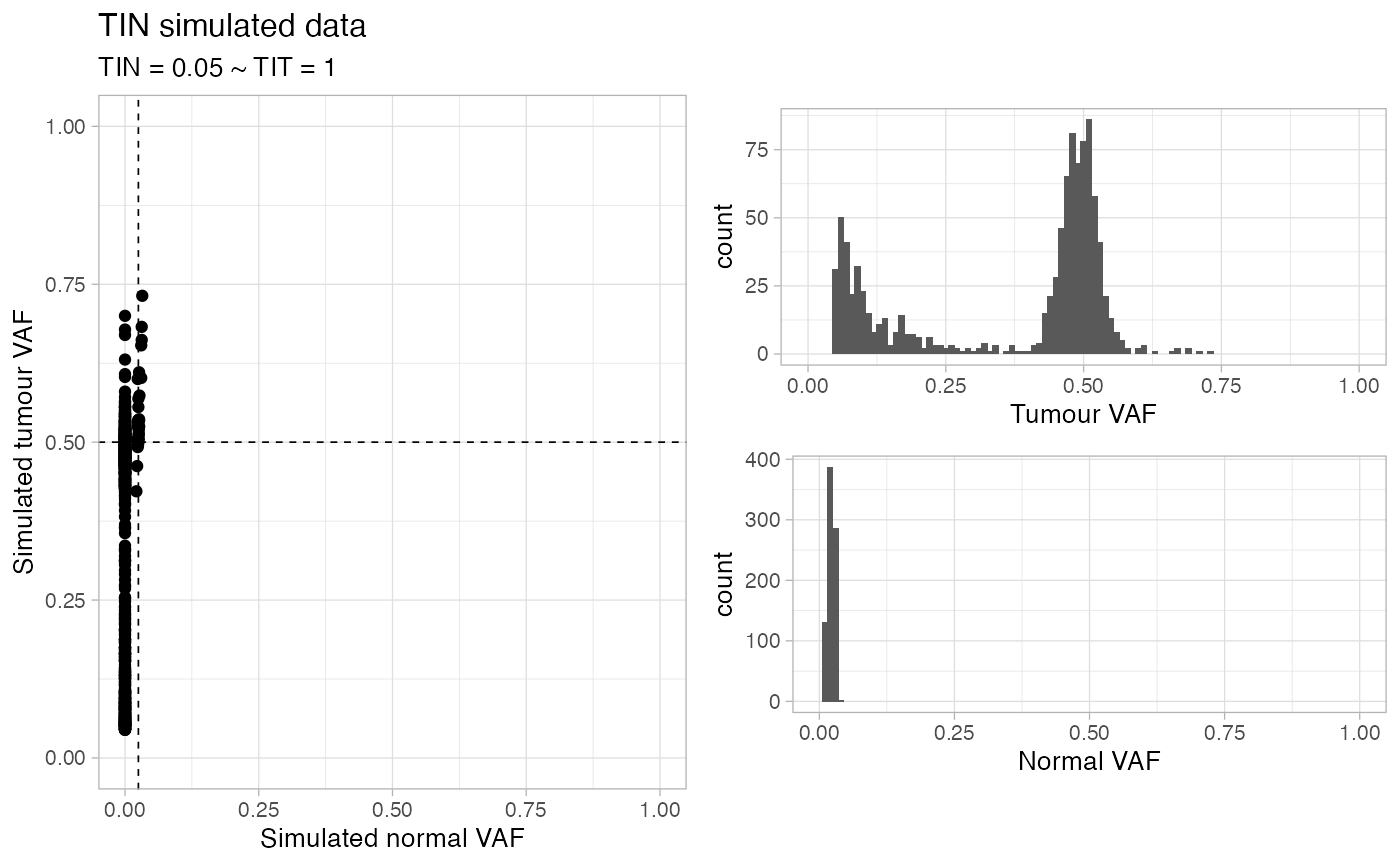 TIN simulated data
TIN = 0.05 ~ TIT = 1
Simulated tumour VAF
1.00
0.75
0.50
0.25
0.00
0.00 0.25 0.50 0.75 1.00
Simulated normal VAF
count
75
50
25
0
0.00 0.25 0.50 0.75 1.00
Tumour VAF
count
400
300
200
100
0
0.00 0.25 0.50 0.75 1.00
Normal VAF